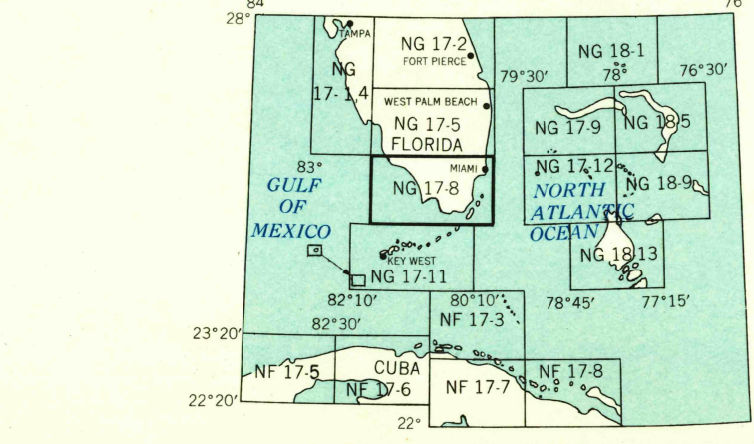 84
76
28°
TAMPA
NG 17-2
FORT PIERCE
NG 18-1
NG
17-1,4
79°30'
78°
76°30'
WEST PALM BEACH
NG 17-5
FLORIDA
NG 17-9
NG 18-5
83°
MIAMI
NG 17-8
NG 17-12
NG 18-9
GULF
OF
MEXICO
NORTH
ATLANTIC
OCEAN
KEY WEST
NG 17-11
NG 18-13
82°10'
80°10'
78°45'
77°15'
NF 17-3
23°20'
82°30'
NF 17-5
CUBA
NF 17-6
NF 17-7
NF 17-8
22°20'
22°